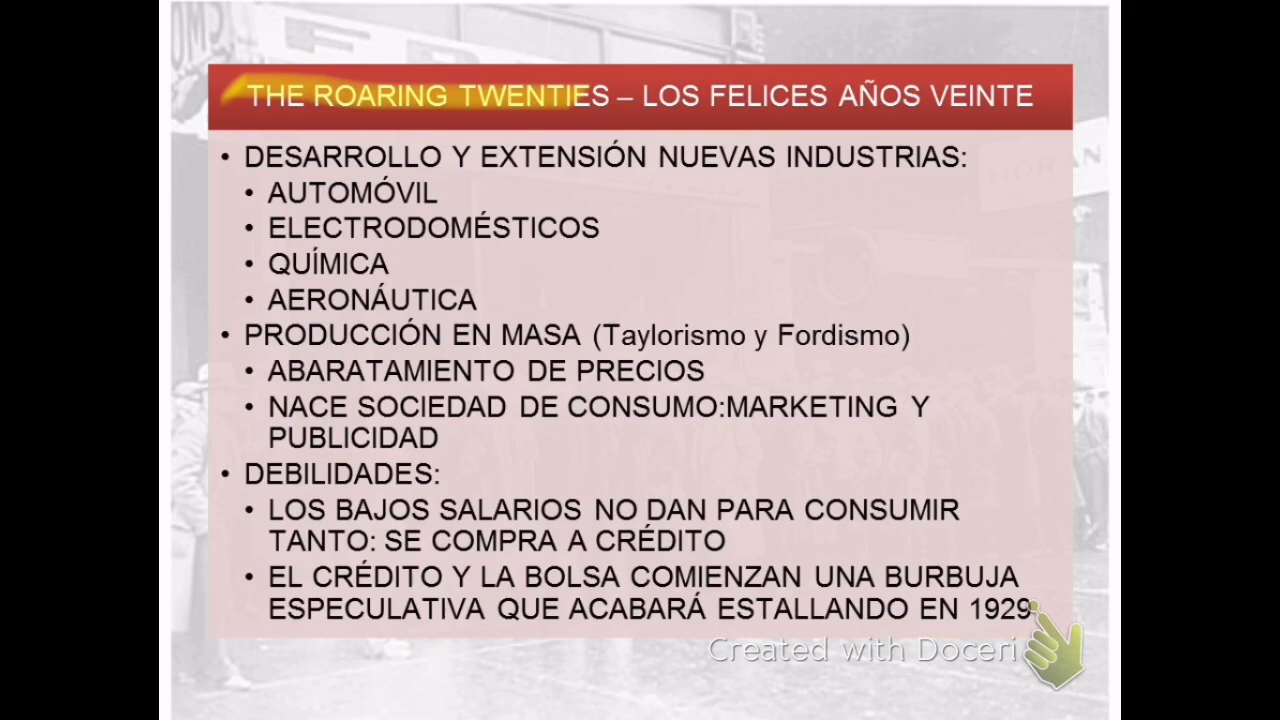 THE ROARING TWENTIES – LOS FELICES AÑOS VEINTE
• DESARROLLO Y EXTENSIÓN NUEVAS INDUSTRIAS:
• AUTOMÓVIL
• ELECTRODOMÉSTICOS
• QUÍMICA
• AERONÁUTICA
• PRODUCCIÓN EN MASA (Taylorismo y Fordismo)
• ABARATAMIENTO DE PRECIOS
• NACE SOCIEDAD DE CONSUMO:MARKETING Y
PUBLICIDAD
• DEBILIDADES:
• LOS BAJOS SALARIOS NO DAN PARA CONSUMIR
TANTO: SE COMPRA A CRÉDITO
• EL CRÉDITO Y LA BOLSA COMIENZAN UNA BURBUJA
ESPECULATIVA QUE ACABARÁ ESTALLANDO EN 1929
Created with Doceri